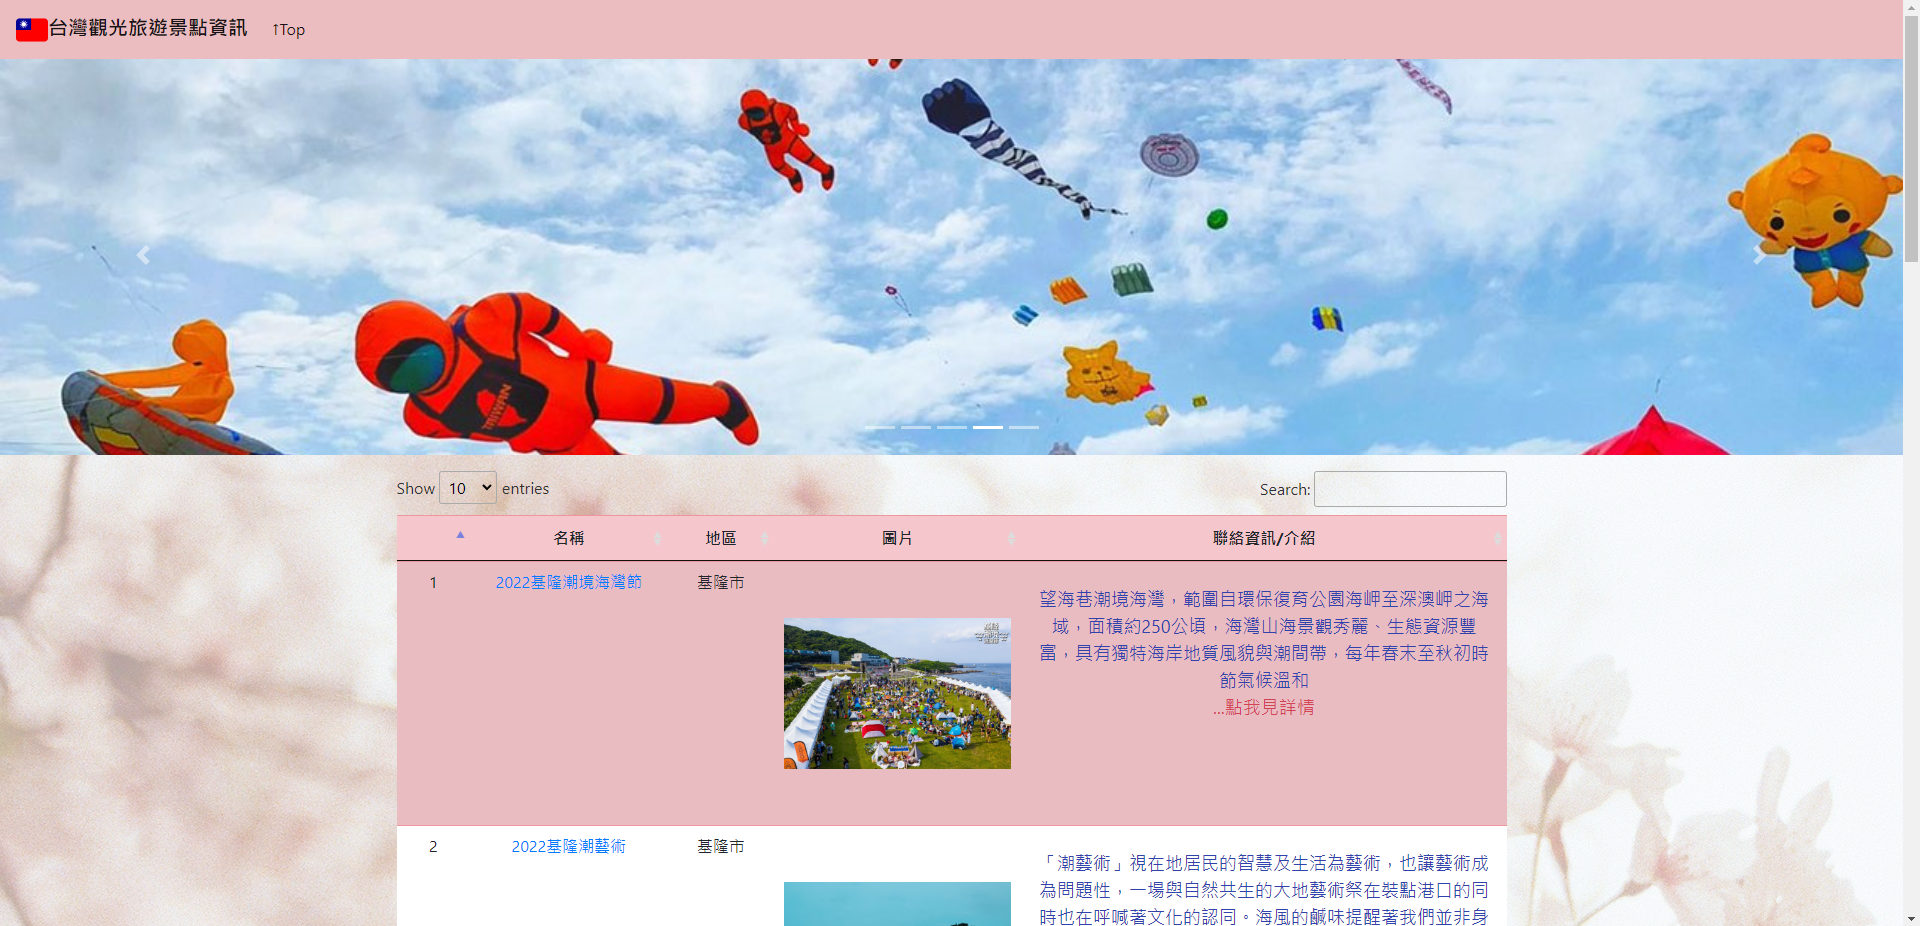 台灣觀光旅遊景點資訊 ↑Top
TAIWAN
Show 10 entries
Search:
名稱 地區 圖片 聯絡資訊/介紹
1 2022基隆潮境海灣節 基隆市
望海巷潮境海灣，範圍自環保復育公園海岬至深澳岬之海
域，面積約250公頃，海灣山海景觀秀麗、生態資源豐
富，具有獨特海岸地質風貌與潮間帶，每年春末至秋初時
節氣候溫和
...點我見詳情
2 2022基隆潮藝術 基隆市
「潮藝術」視在地居民的智慧及生活為藝術，也讓藝術成
為問題性，一場與自然共生的大地藝術祭在裝點港口的同
時也在呼喊著文化的認同。海風的鹹味提醒著我們並非身